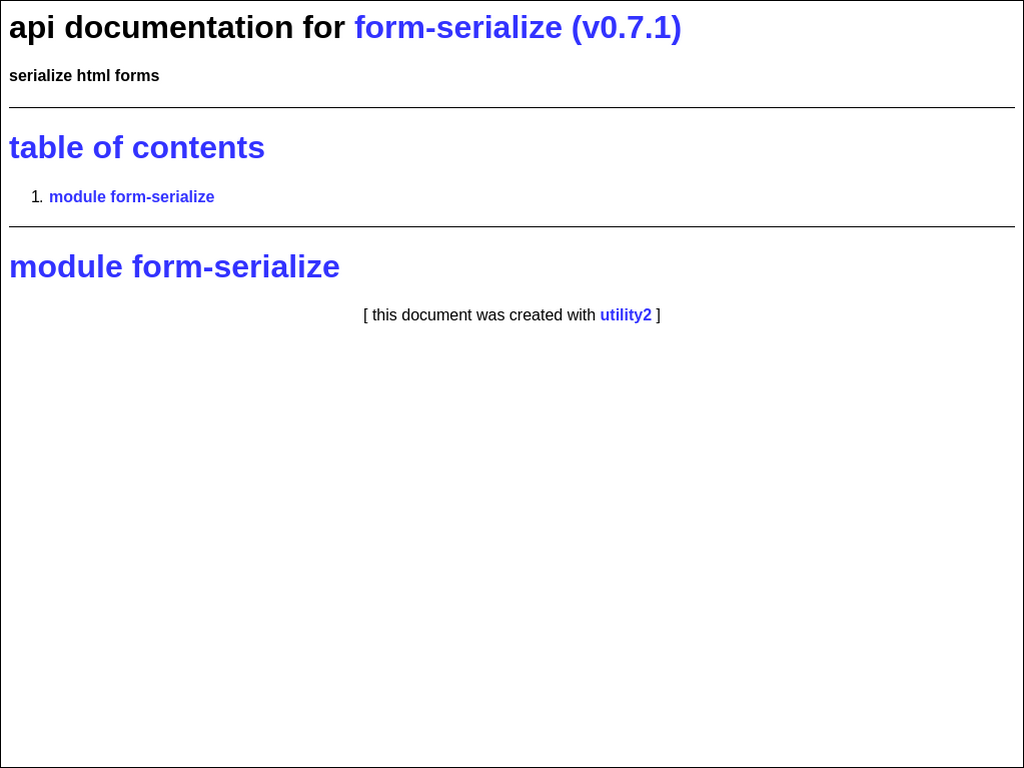 api documentation for form-serialize (v0.7.1)
serialize html forms
table of contents
1. module form-serialize
module form-serialize
[ this document was created with utility2 ]